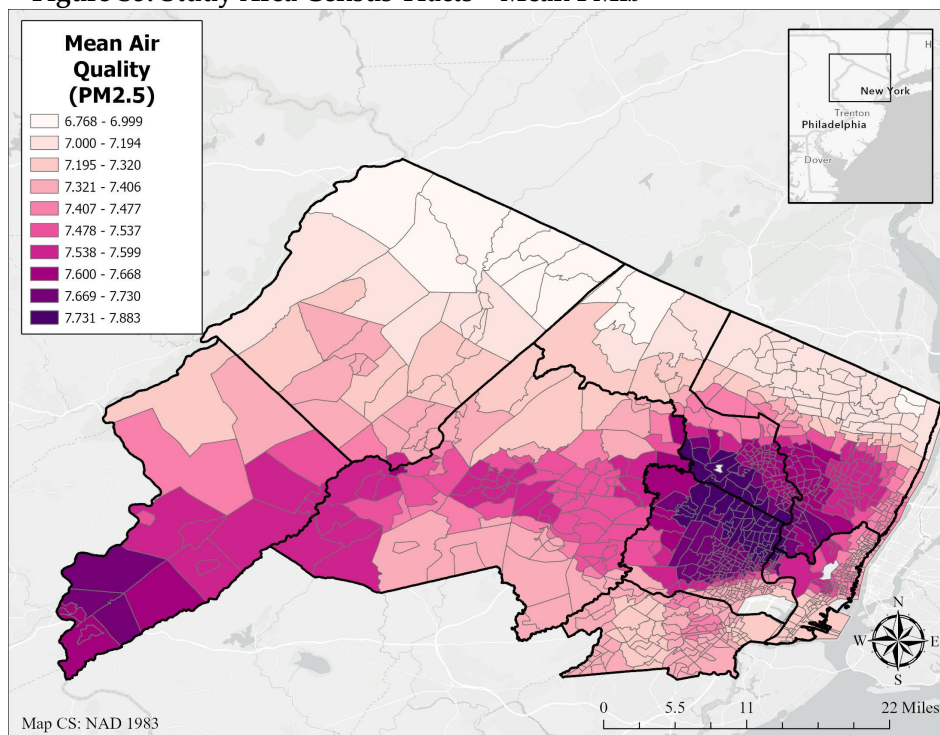 Mean Air
Quality
(PM2.5)
6.768 - 6.999
7.000 - 7.194
7.195 - 7.320
7.321 - 7.406
7.407 - 7.477
7.478 - 7.537
7.538 - 7.599
7.600 - 7.668
7.669 - 7.730
7.731 - 7.883
H
New York
Trenton
Philadelphia
Dover
N
W E
S
Map CS: NAD 1983
0 5.5 11 22 Miles